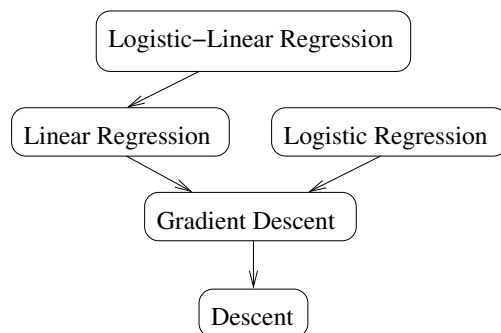 Logistic−Linear Regression
Linear Regression
Logistic Regression
Gradient Descent
Descent